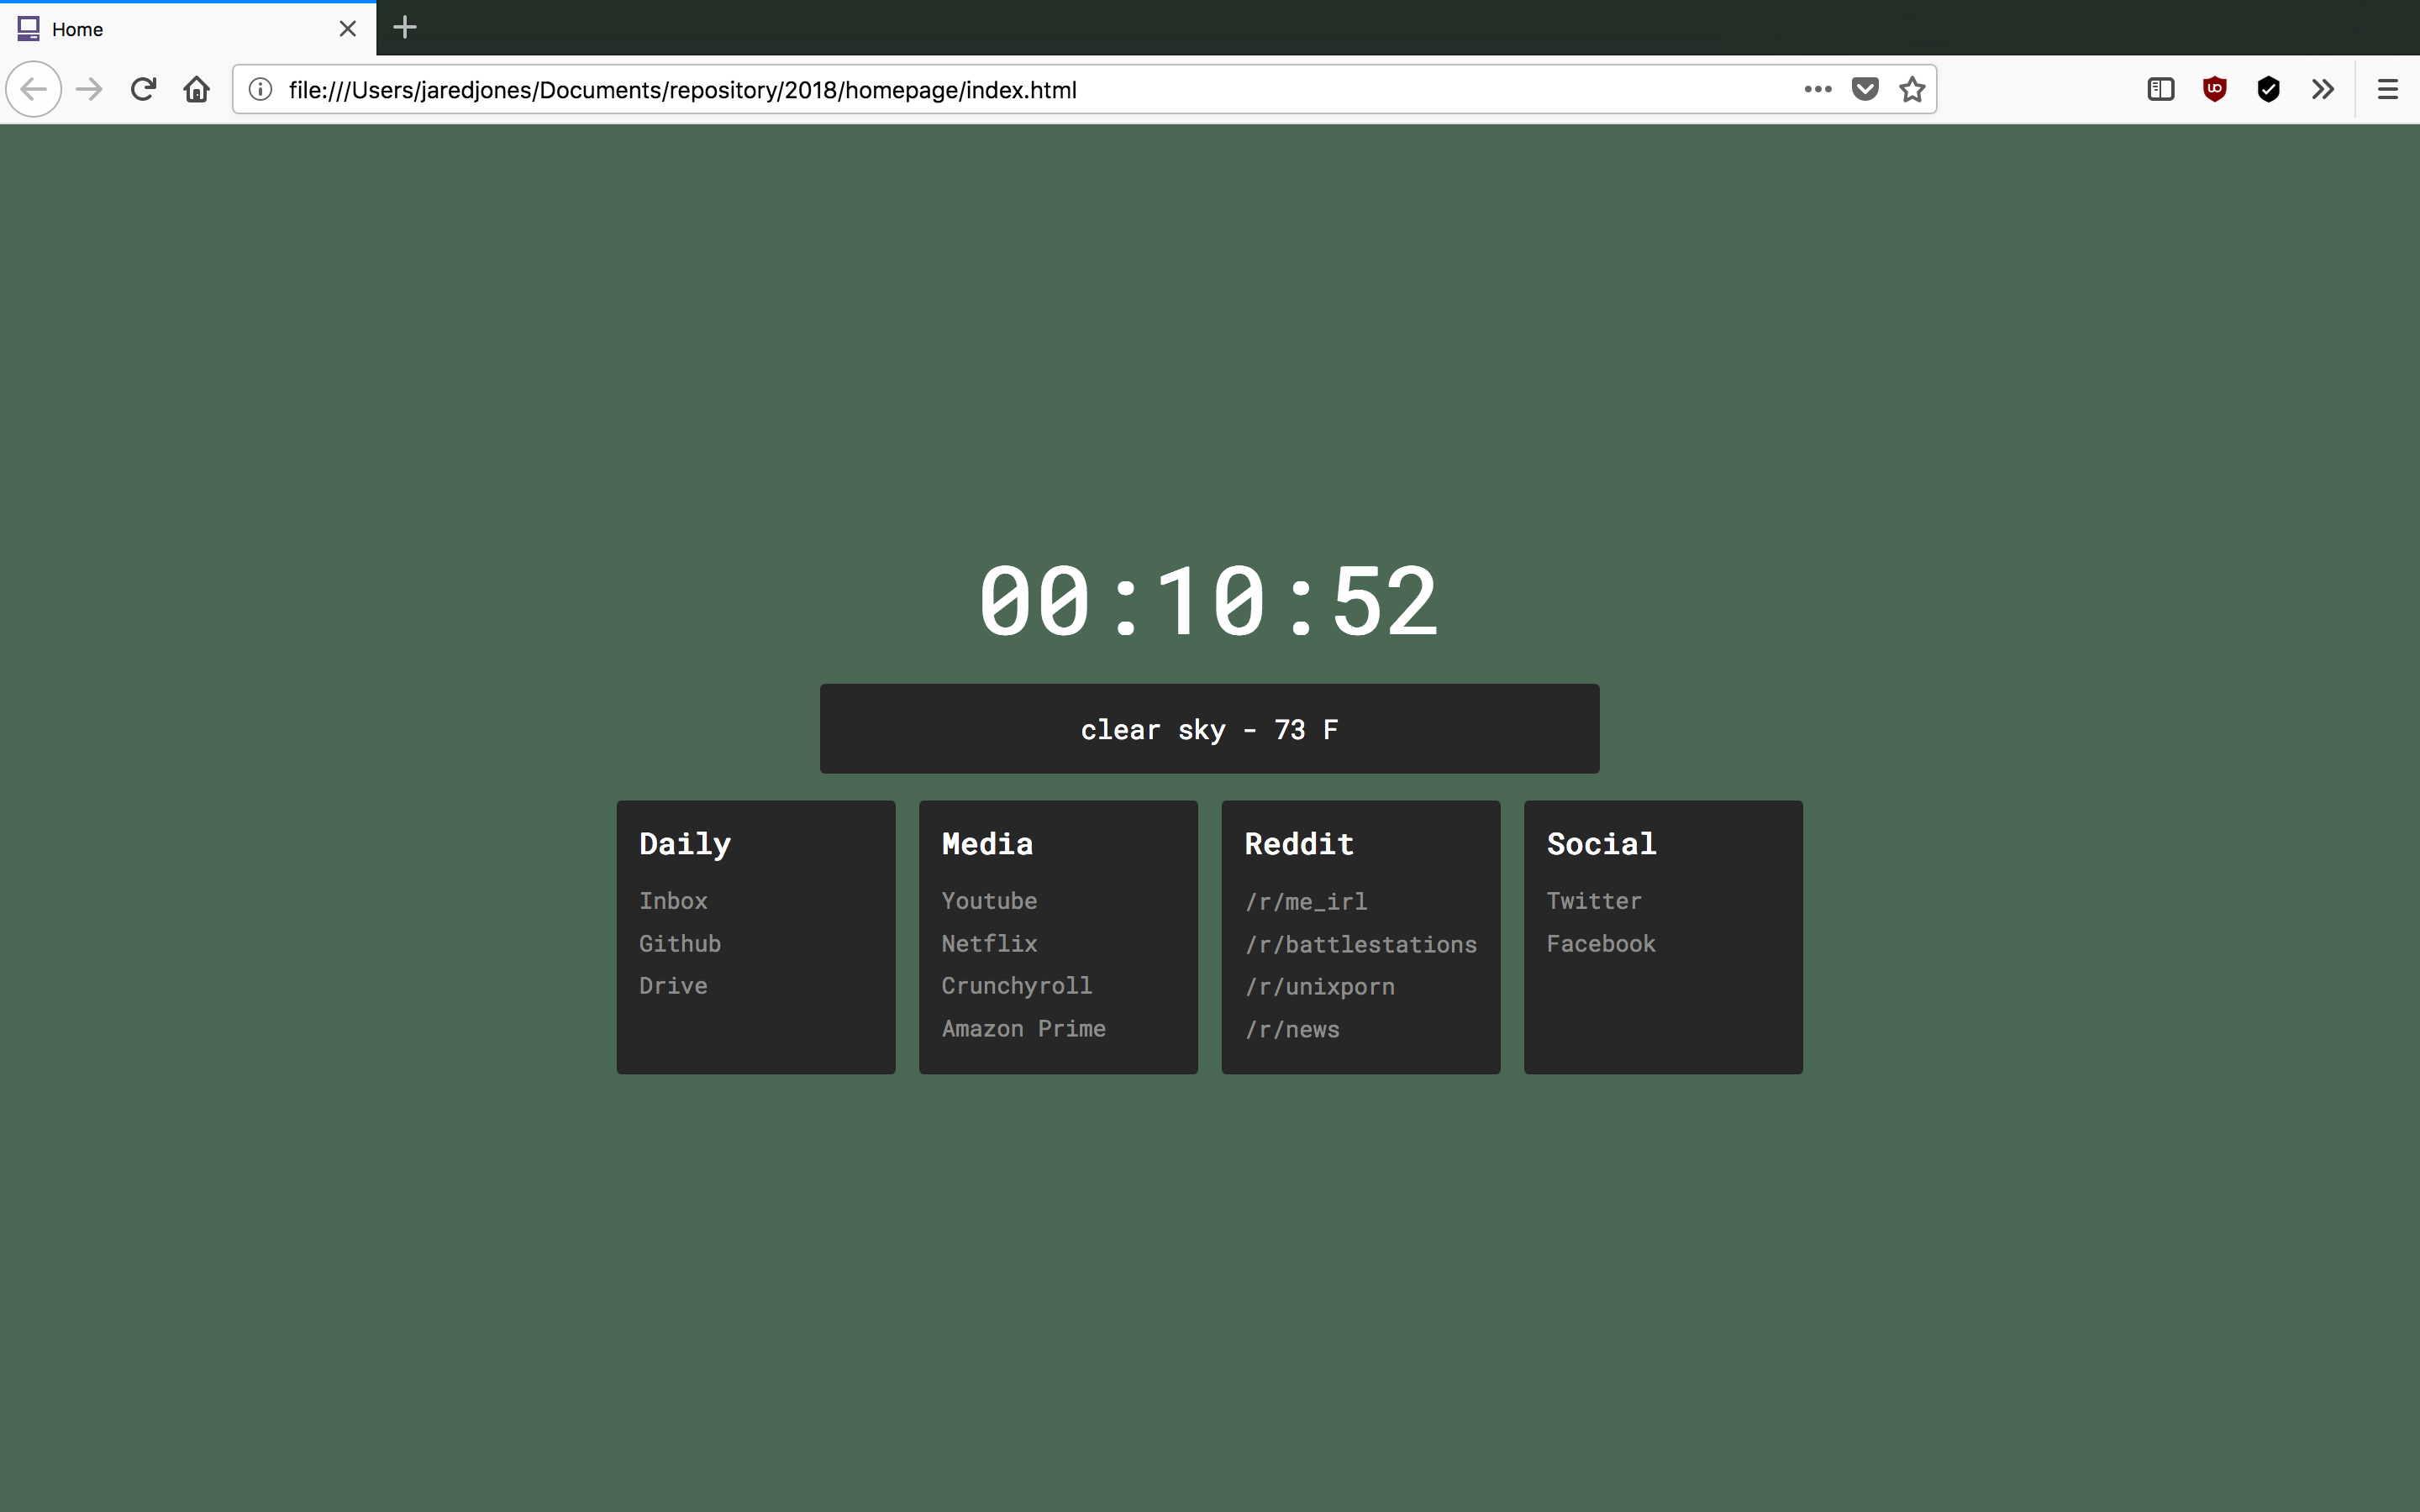 Home
file:///Users/jaredjones/Documents/repository/2018/homepage/index.html
00:10:52
clear sky - 73 F
Daily
Inbox
Github
Drive
Media
Youtube
Netflix
Crunchyroll
Amazon Prime
Reddit
/r/me_irl
/r/battlestations
/r/unixporn
/r/news
Social
Twitter
Facebook